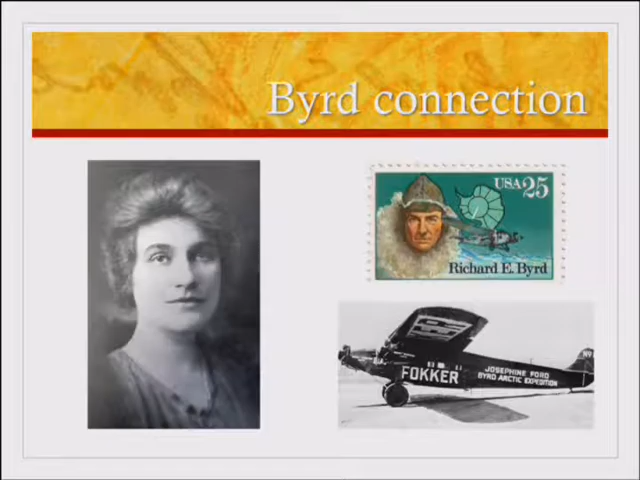 Byrd connection
USA 25
Richard E. Byrd
FOKKER
JOSEPHINE FORD
BYRD ARCTIC EXPEDITION